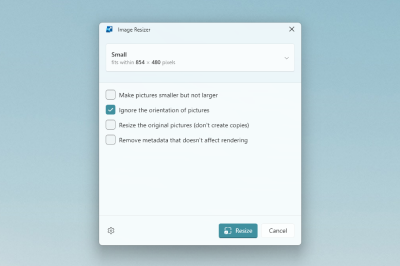 Image Resizer
Small
fits within 854 × 480 pixels
Make pictures smaller but not larger
Ignore the orientation of pictures
Resize the original pictures (don't create copies)
Remove metadata that doesn't affect rendering
Resize
Cancel